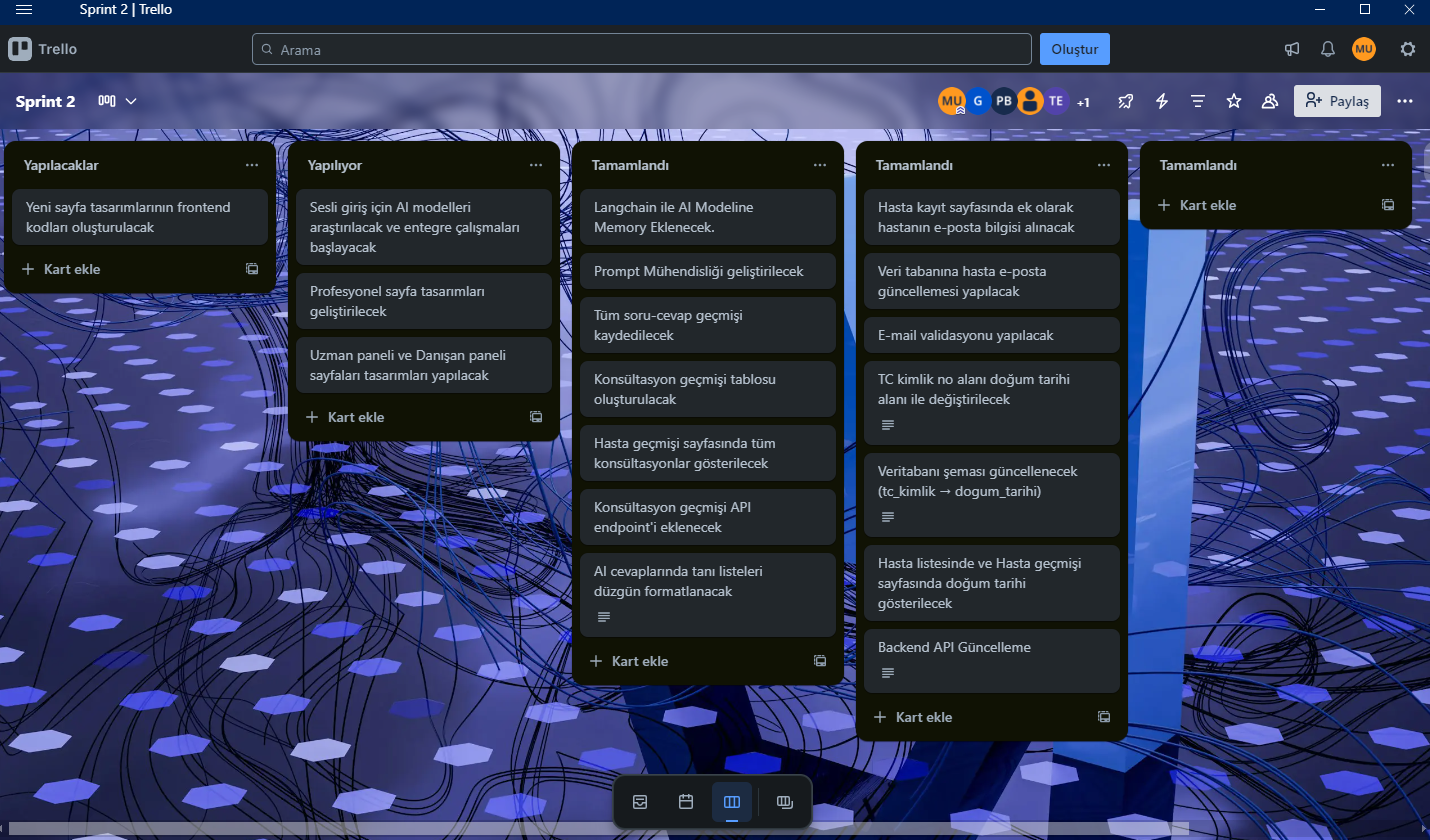 Sprint 2 | Trello
Trello
Arama
Oluştur
MU
Sprint 2
MU
G
PB
TE
+1
Paylaş
Yapılacaklar
Yeni sayfa tasarımlarının frontend
kodları oluşturulacak
Kart ekle
Yapılıyor
Sesli giriş için AI modelleri
araştırılacak ve entegre çalışmaları
başlayacak
Profesyonel sayfa tasarımları
geliştirilecek
Uzman paneli ve Danışan paneli
sayfaları tasarımları yapılacak
Kart ekle
Tamamlandı
Langchain ile AI Modeline
Memory Eklenecek.
Prompt Mühendisliği geliştirilecek
Tüm soru-cevap geçmişi
kaydedilecek
Konsültasyon geçmişi tablosu
oluşturulacak
Hasta geçmişi sayfasında tüm
konsültasyonlar gösterilecek
Konsültasyon geçmişi API
endpoint'i eklenecek
AI cevaplarında tanı listeleri
düzgün formatlanacak
Kart ekle
Tamamlandı
Hasta kayıt sayfasında ek olarak
hastanın e-posta bilgisi alınacak
Veri tabanına hasta e-posta
güncellemesi yapılacak
E-mail validasyonu yapılacak
TC kimlik no alanı doğum tarihi
alanı ile değiştirilecek
Veritabanı şeması güncellenecek
(tc_kimlik → dogum_tarihi)
Hasta listesinde ve Hasta geçmişi
sayfasında doğum tarihi
gösterilecek
Backend API Güncelleme
Kart ekle
Tamamlandı
Kart ekle